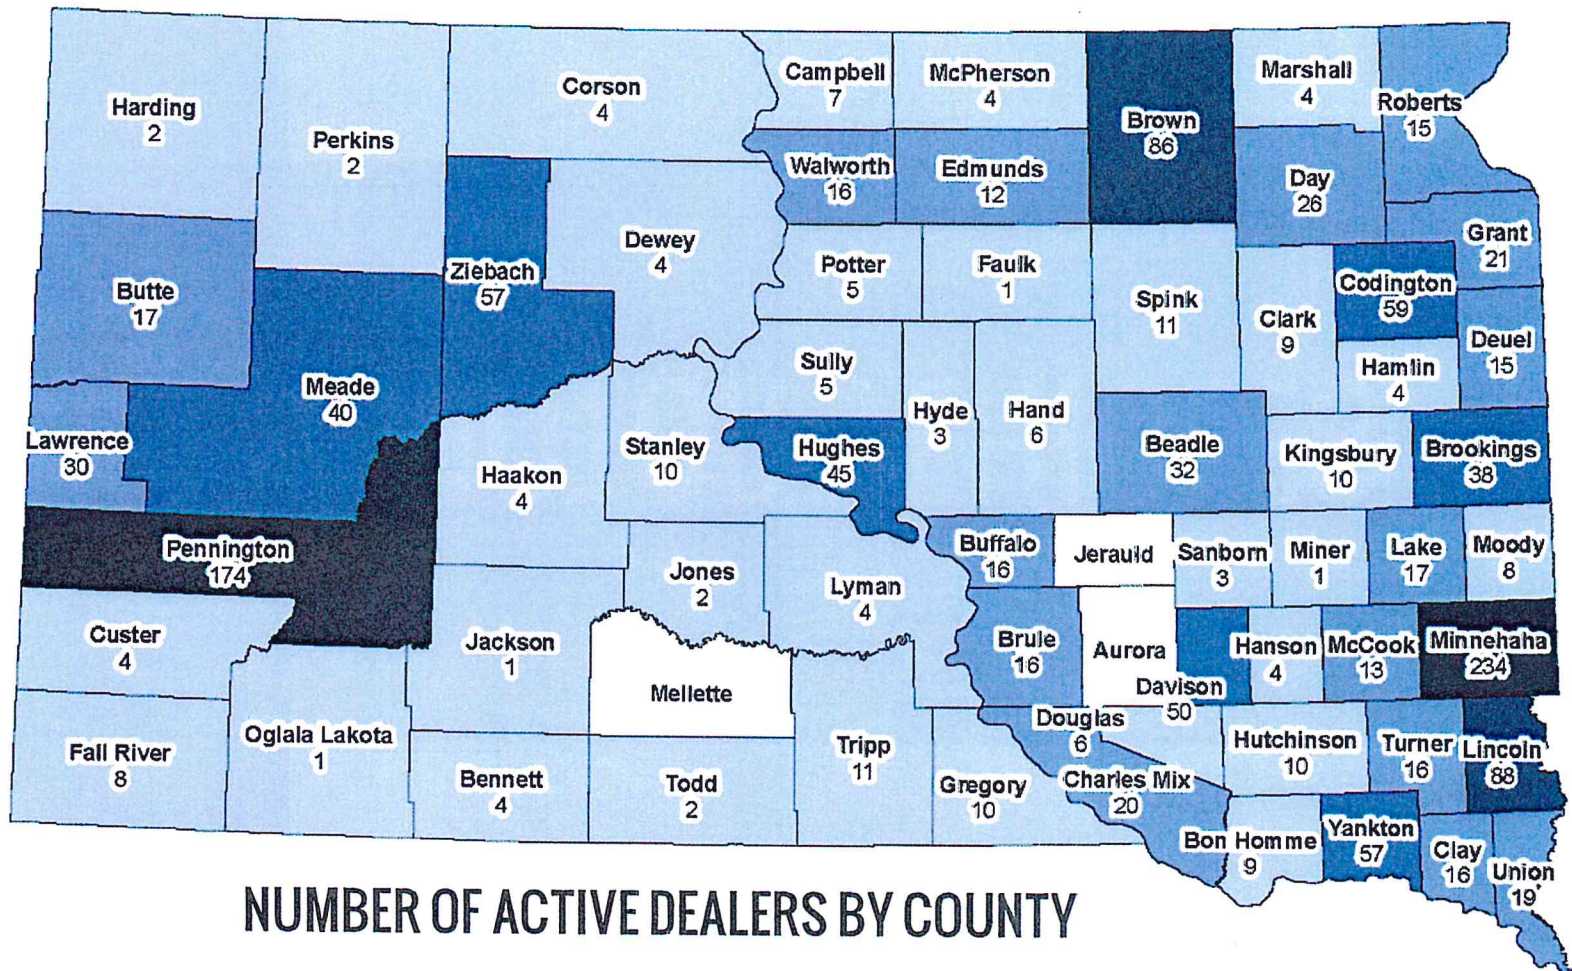 Harding
2
Perkins
2
Corson
4
Campbell
7
McPherson
4
Brown
86
Marshall
4
Roberts
15
Walworth
16
Edmunds
12
Day
26
Grant
21
Butte
17
Ziebach
57
Dewey
4
Potter
5
Faulk
1
Spink
11
Clark
9
Codington
59
Hamlin
4
Deuel
15
Meade
40
Lawrence
30
Sully
5
Hyde
3
Hand
6
Haakon
4
Stanley
10
Hughes
45
Beadle
32
Kingsbury
10
Brookings
38
Pennington
174
Jones
2
Lyman
4
Buffalo
16
Jerauld
Sanborn
3
Miner
1
Lake
17
Moody
8
Custer
4
Jackson
1
Mellette
Brule
16
Aurora
Davison
50
Hanson
4
McCook
13
Minnehaha
234
Fall River
8
Oglala Lakota
1
Bennett
4
Todd
2
Tripp
11
Gregory
10
Douglas
6
Charles Mix
20
Hutchinson
10
Turner
16
Lincoln
88
Bon Homme
9
Yankton
57
Clay
16
Union
19
NUMBER OF ACTIVE DEALERS BY COUNTY